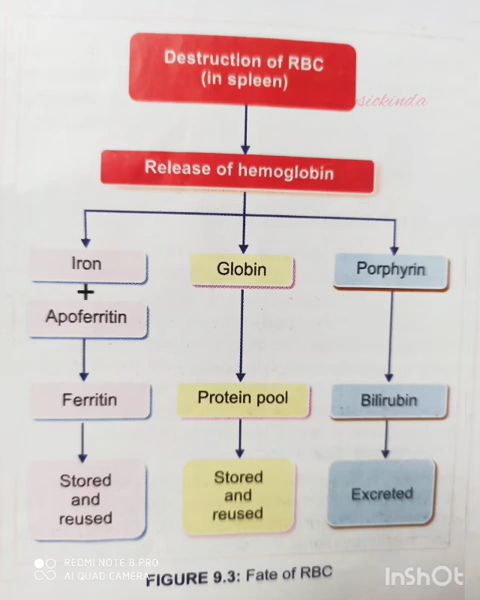 Destruction of RBC
(in spleen)
sickinda
Release of hemoglobin
Iron
Globin
Porphyrin
+
Apoferritin
Ferritin
Protein pool
Bilirubin
Stored
and
reused
Stored
and
reused
Excreted
REDMI NOTE 8 PRO
AI QUAD CAMERA
FIGURE 9.3: Fate of RBC
InShOt